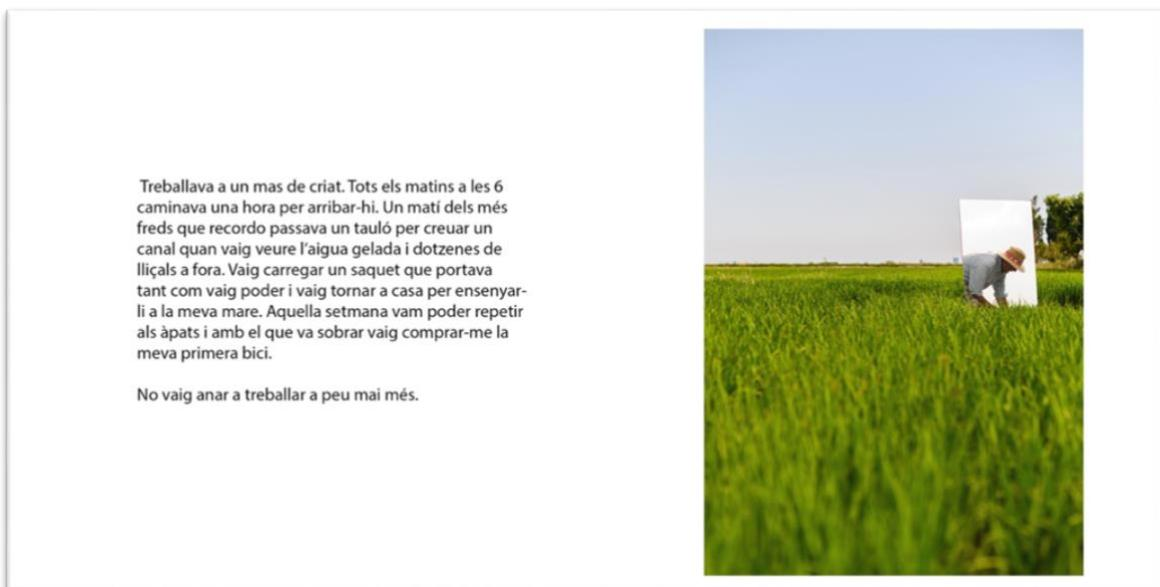 Treballava a un mas de criat. Tots els matins a les 6
caminava una hora per arribar-hi. Un matí dels més
freds que recordo passava un tauló per creuar un
canal quan vaig veure l'aigua gelada i dotzenes de
lliçals a fora. Vaig carregar un saquet que portava
tant com vaig poder i vaig tornar a casa per ensenyar-
li a la meva mare. Aquella setmana vam poder repetir
als àpats i amb el que va sobrar vaig comprar-me la
meva primera bici.
No vaig anar a treballar a peu mai més.